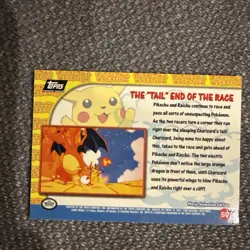 Topps
THE "TAIL" END OF THE RACE
Pikachu and Raichu continue to race and
pass all sorts of unsuspecting Pokémon.
As the two racers turn a corner that run
right over the sleeping Charizard's tail.
Charizard, being none too happy about
this, takes to the race and gets ahead of
Pikachu and Raichu. The two electric
Pokémon don't notice the large orange
dragon in front of them, until Charizard
uses its powerful wings to blow Pikachu
and Raichu right over a cliff!